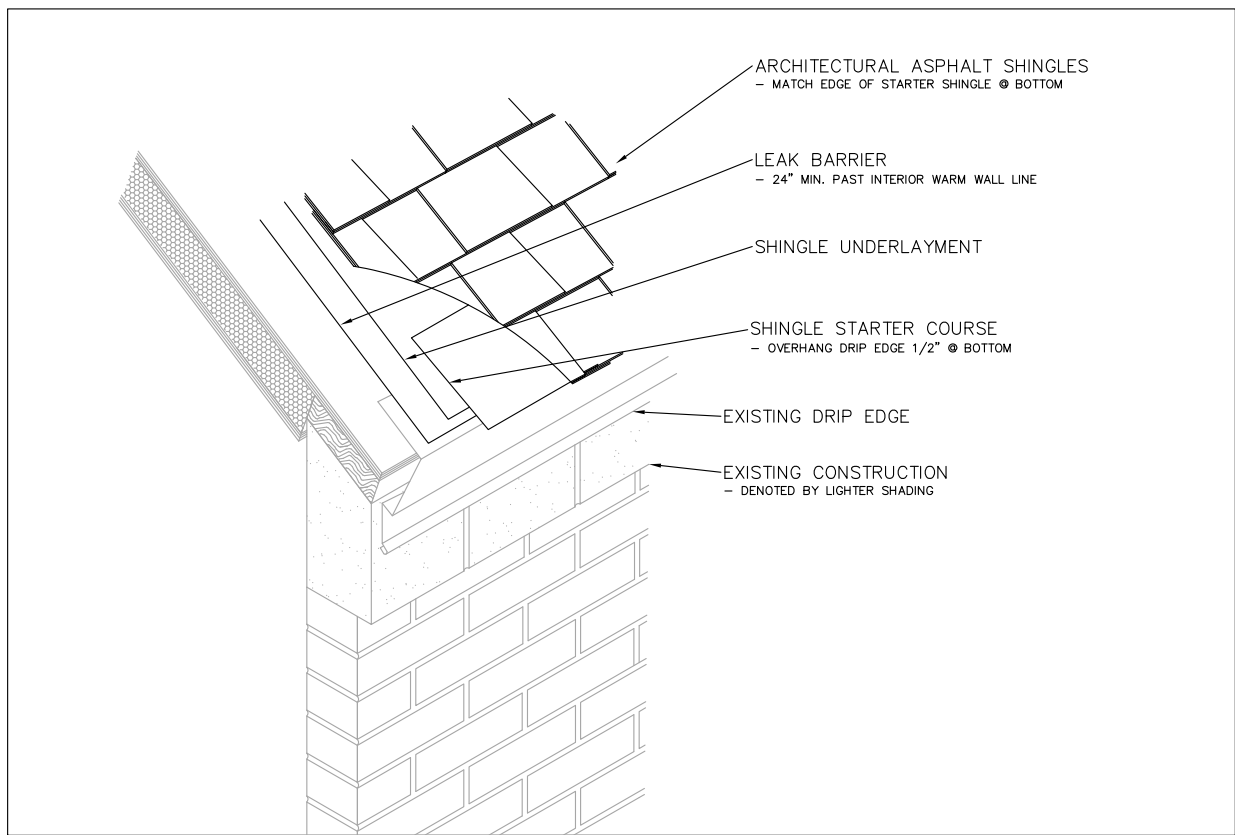 ARCHITECTURAL ASPHALT SHINGLES
– MATCH EDGE OF STARTER SHINGLE @ BOTTOM
LEAK BARRIER
– 24" MIN. PAST INTERIOR WARM WALL LINE
SHINGLE UNDERLAYMENT
SHINGLE STARTER COURSE
– OVERHANG DRIP EDGE 1/2" @ BOTTOM
EXISTING DRIP EDGE
EXISTING CONSTRUCTION
– DENOTED BY LIGHTER SHADING